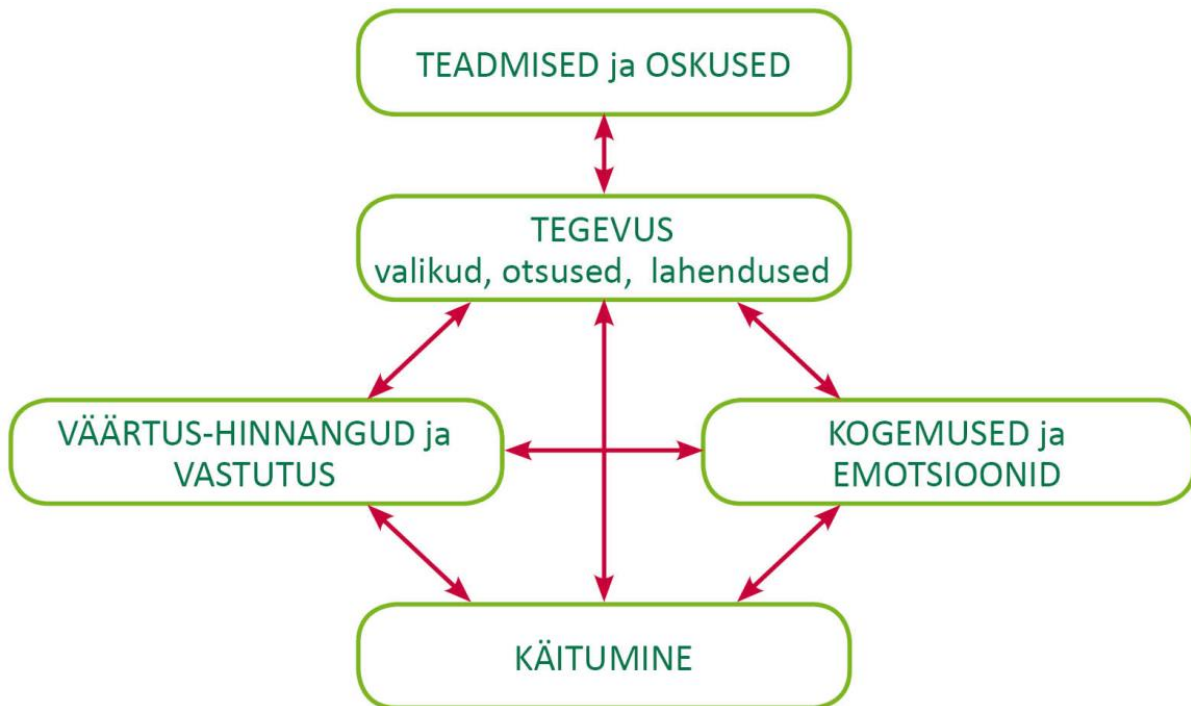 TEADMISED ja OSKUSED
TEGEVUS
valikud, otsused, lahendused
VÄÄRTUS-HINNANGUD ja
VASTUTUS
KOGEMUSED ja
EMOTSIOONID
KÄITUMINE